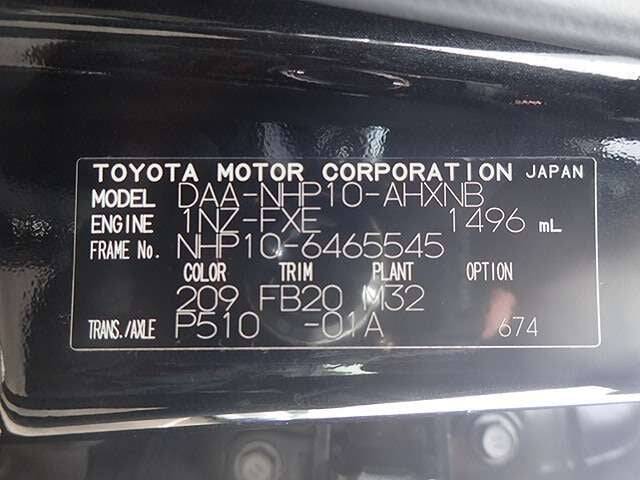 TOYOTA MOTOR CORPORATION JAPAN
MODEL DAA-NHP10-AHXNB
ENGINE 1NZ-FXE 1496 mL
FRAME No. NHP10-6465545
COLOR TRIM PLANT OPTION
209 FB20 M32
TRANS./AXLE P510 -01A 674